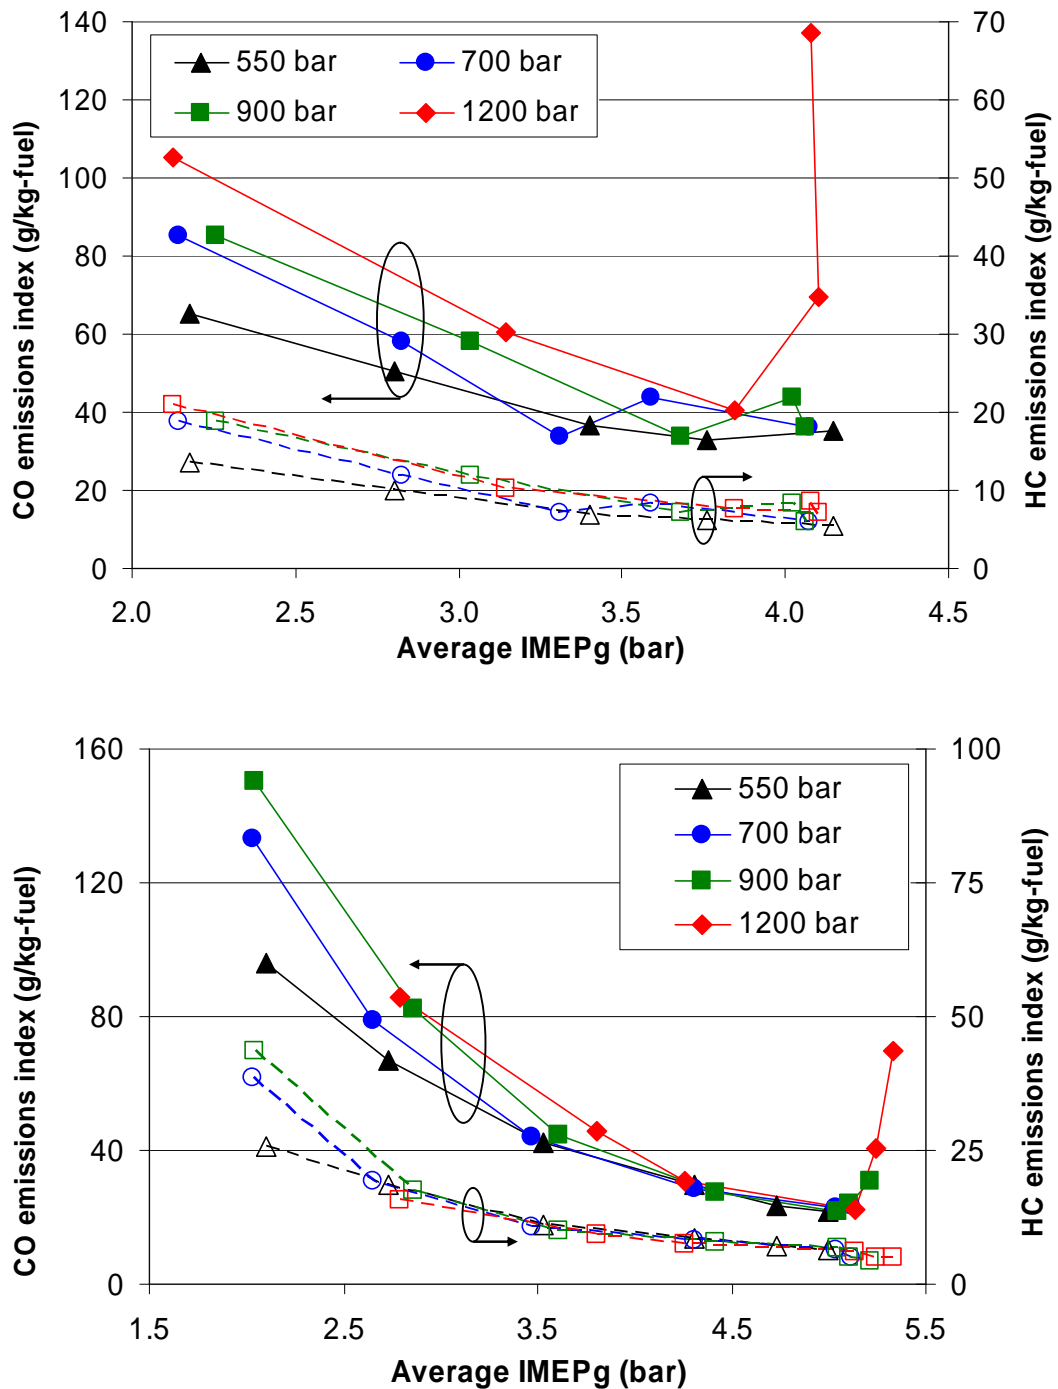 140
120
100
80
60
40
20
0
70
60
50
40
30
20
10
0
CO emissions index (g/kg-fuel)
HC emissions index (g/kg-fuel)
550 bar
700 bar
900 bar
1200 bar
2.0 2.5 3.0 3.5 4.0 4.5
Average IMEPg (bar)
160
120
80
40
0
100
75
50
25
0
CO emissions index (g/kg-fuel)
HC emissions index (g/kg-fuel)
550 bar
700 bar
900 bar
1200 bar
1.5 2.5 3.5 4.5 5.5
Average IMEPg (bar)